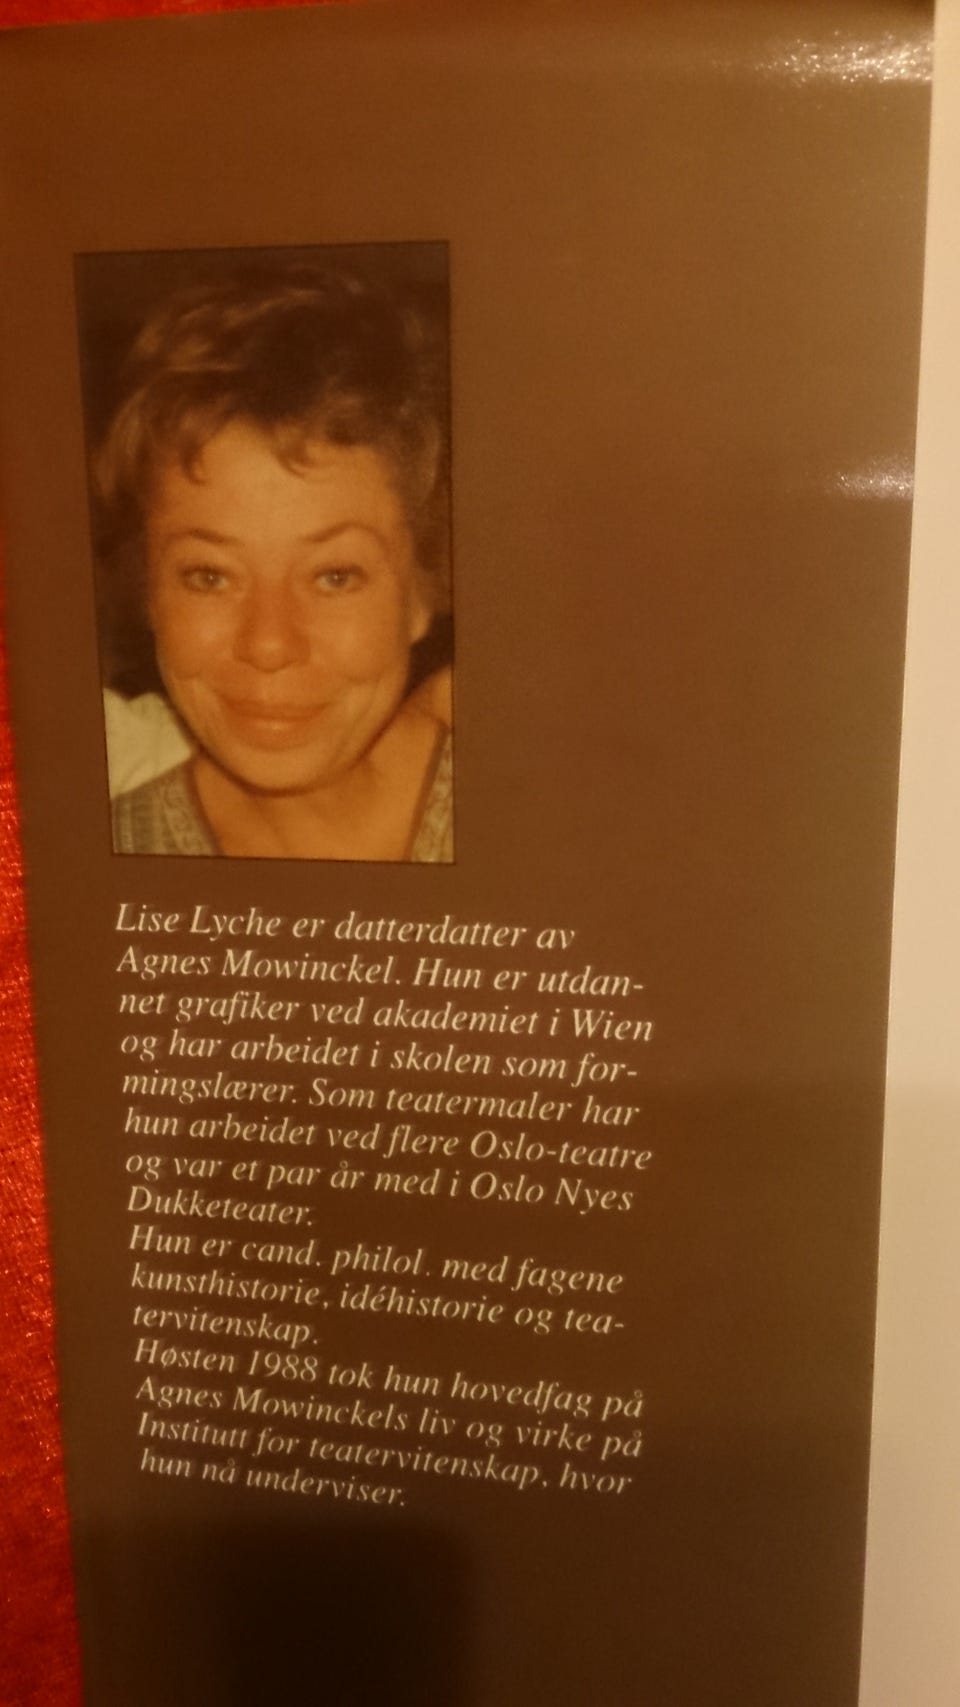 Lise Lyche er datterdatter av
Agnes Mowinckel. Hun er utdan-
net grafiker ved akademiet i Wien
og har arbeidet i skolen som for-
mingslærer. Som teatermaler har
hun arbeidet ved flere Oslo-teatre
og var et par år med i Oslo Nyes
Dukketeater.
Hun er cand. philol. med fagene
kunsthistorie, idéhistorie og tea-
tervitenskap.
Høsten 1988 tok hun hovedfag på
Agnes Mowinckels liv og virke på
Institutt for teatervitenskap, hvor
hun nå underviser.